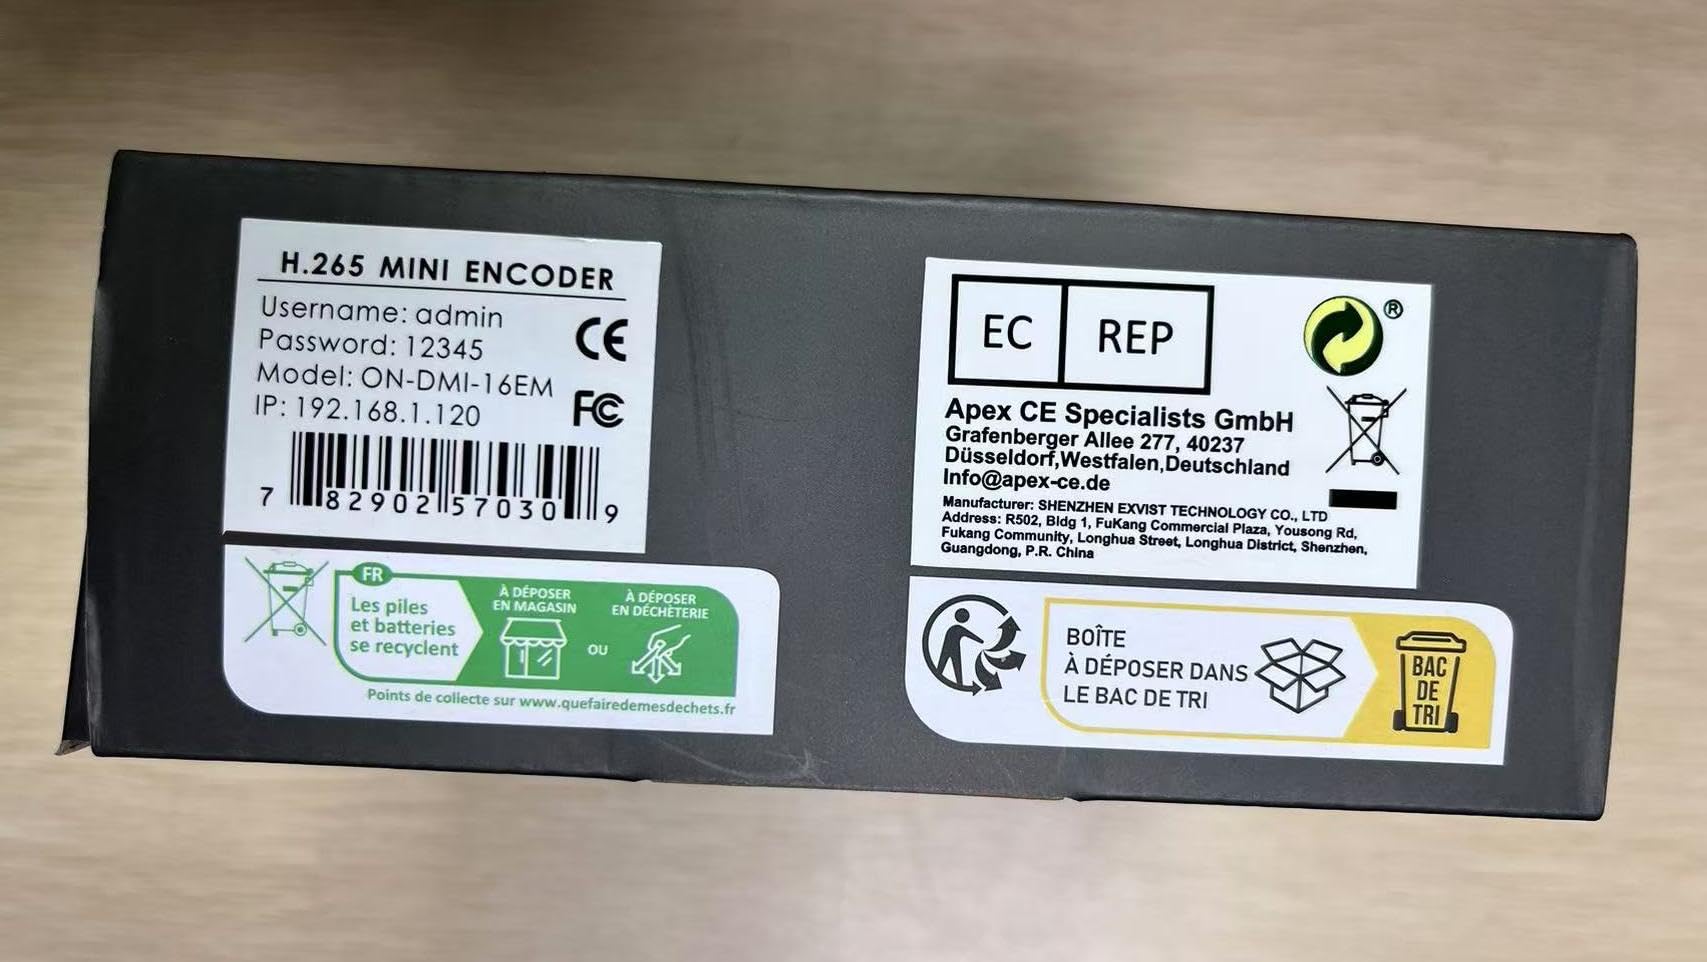 H.265 MINI ENCODER
Username: admin
Password: 12345
Model: ON-DMI-16EM
IP: 192.168.1.120
CE
FC
7 82902 57030 9
FR
Les piles
et batteries
se recyclent
À DÉPOSER
EN MAGASIN
OU
À DÉPOSER
EN DÉCHÈTERIE
Points de collecte sur www.quefairedemesdechets.fr
EC REP
®
Apex CE Specialists GmbH
Grafenberger Allee 277, 40237
Düsseldorf,Westfalen,Deutschland
Info@apex-ce.de
Manufacturer: SHENZHEN EXVIST TECHNOLOGY CO., LTD
Address: R502, Bldg 1, FuKang Commercial Plaza, Yousong Rd,
Fukang Community, Longhua Street, Longhua District, Shenzhen,
Guangdong, P.R. China
BOÎTE
À DÉPOSER DANS
LE BAC DE TRI
BAC
DE
TRI